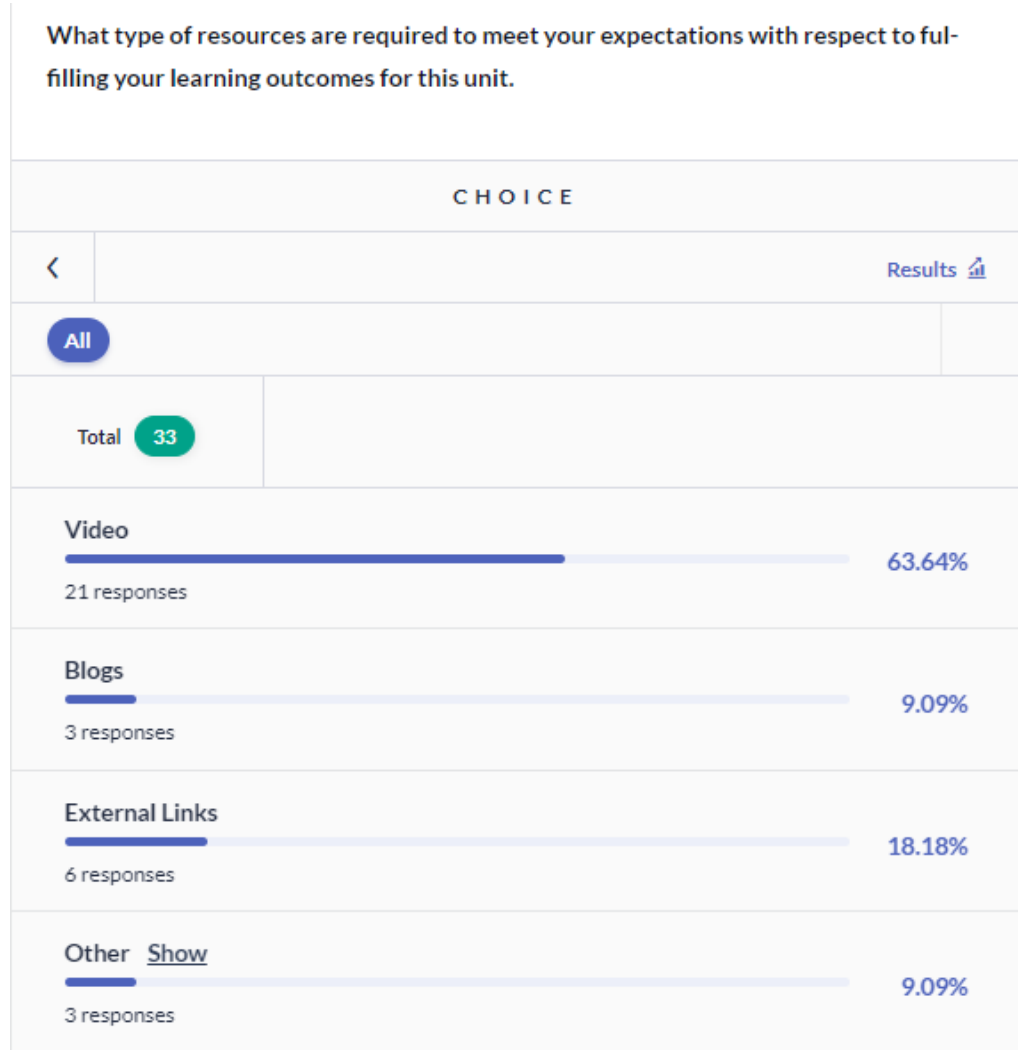 What type of resources are required to meet your expectations with respect to ful-
filling your learning outcomes for this unit.
CHOICE
Results
All
Total 33
Video
63.64%
21 responses
Blogs
9.09%
3 responses
External Links
18.18%
6 responses
Other Show
9.09%
3 responses